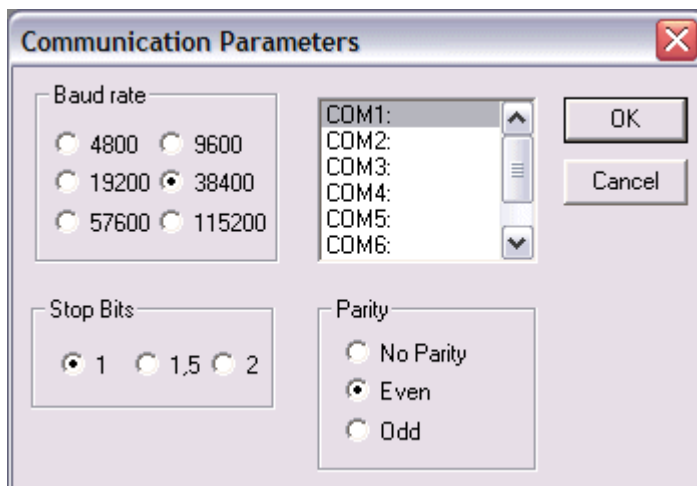 Communication Parameters
Baud rate
4800 9600
19200 38400
57600 115200
COM1:
COM2:
COM3:
COM4:
COM5:
COM6:
OK
Cancel
Stop Bits
1 1,5 2
Parity
No Parity
Even
Odd